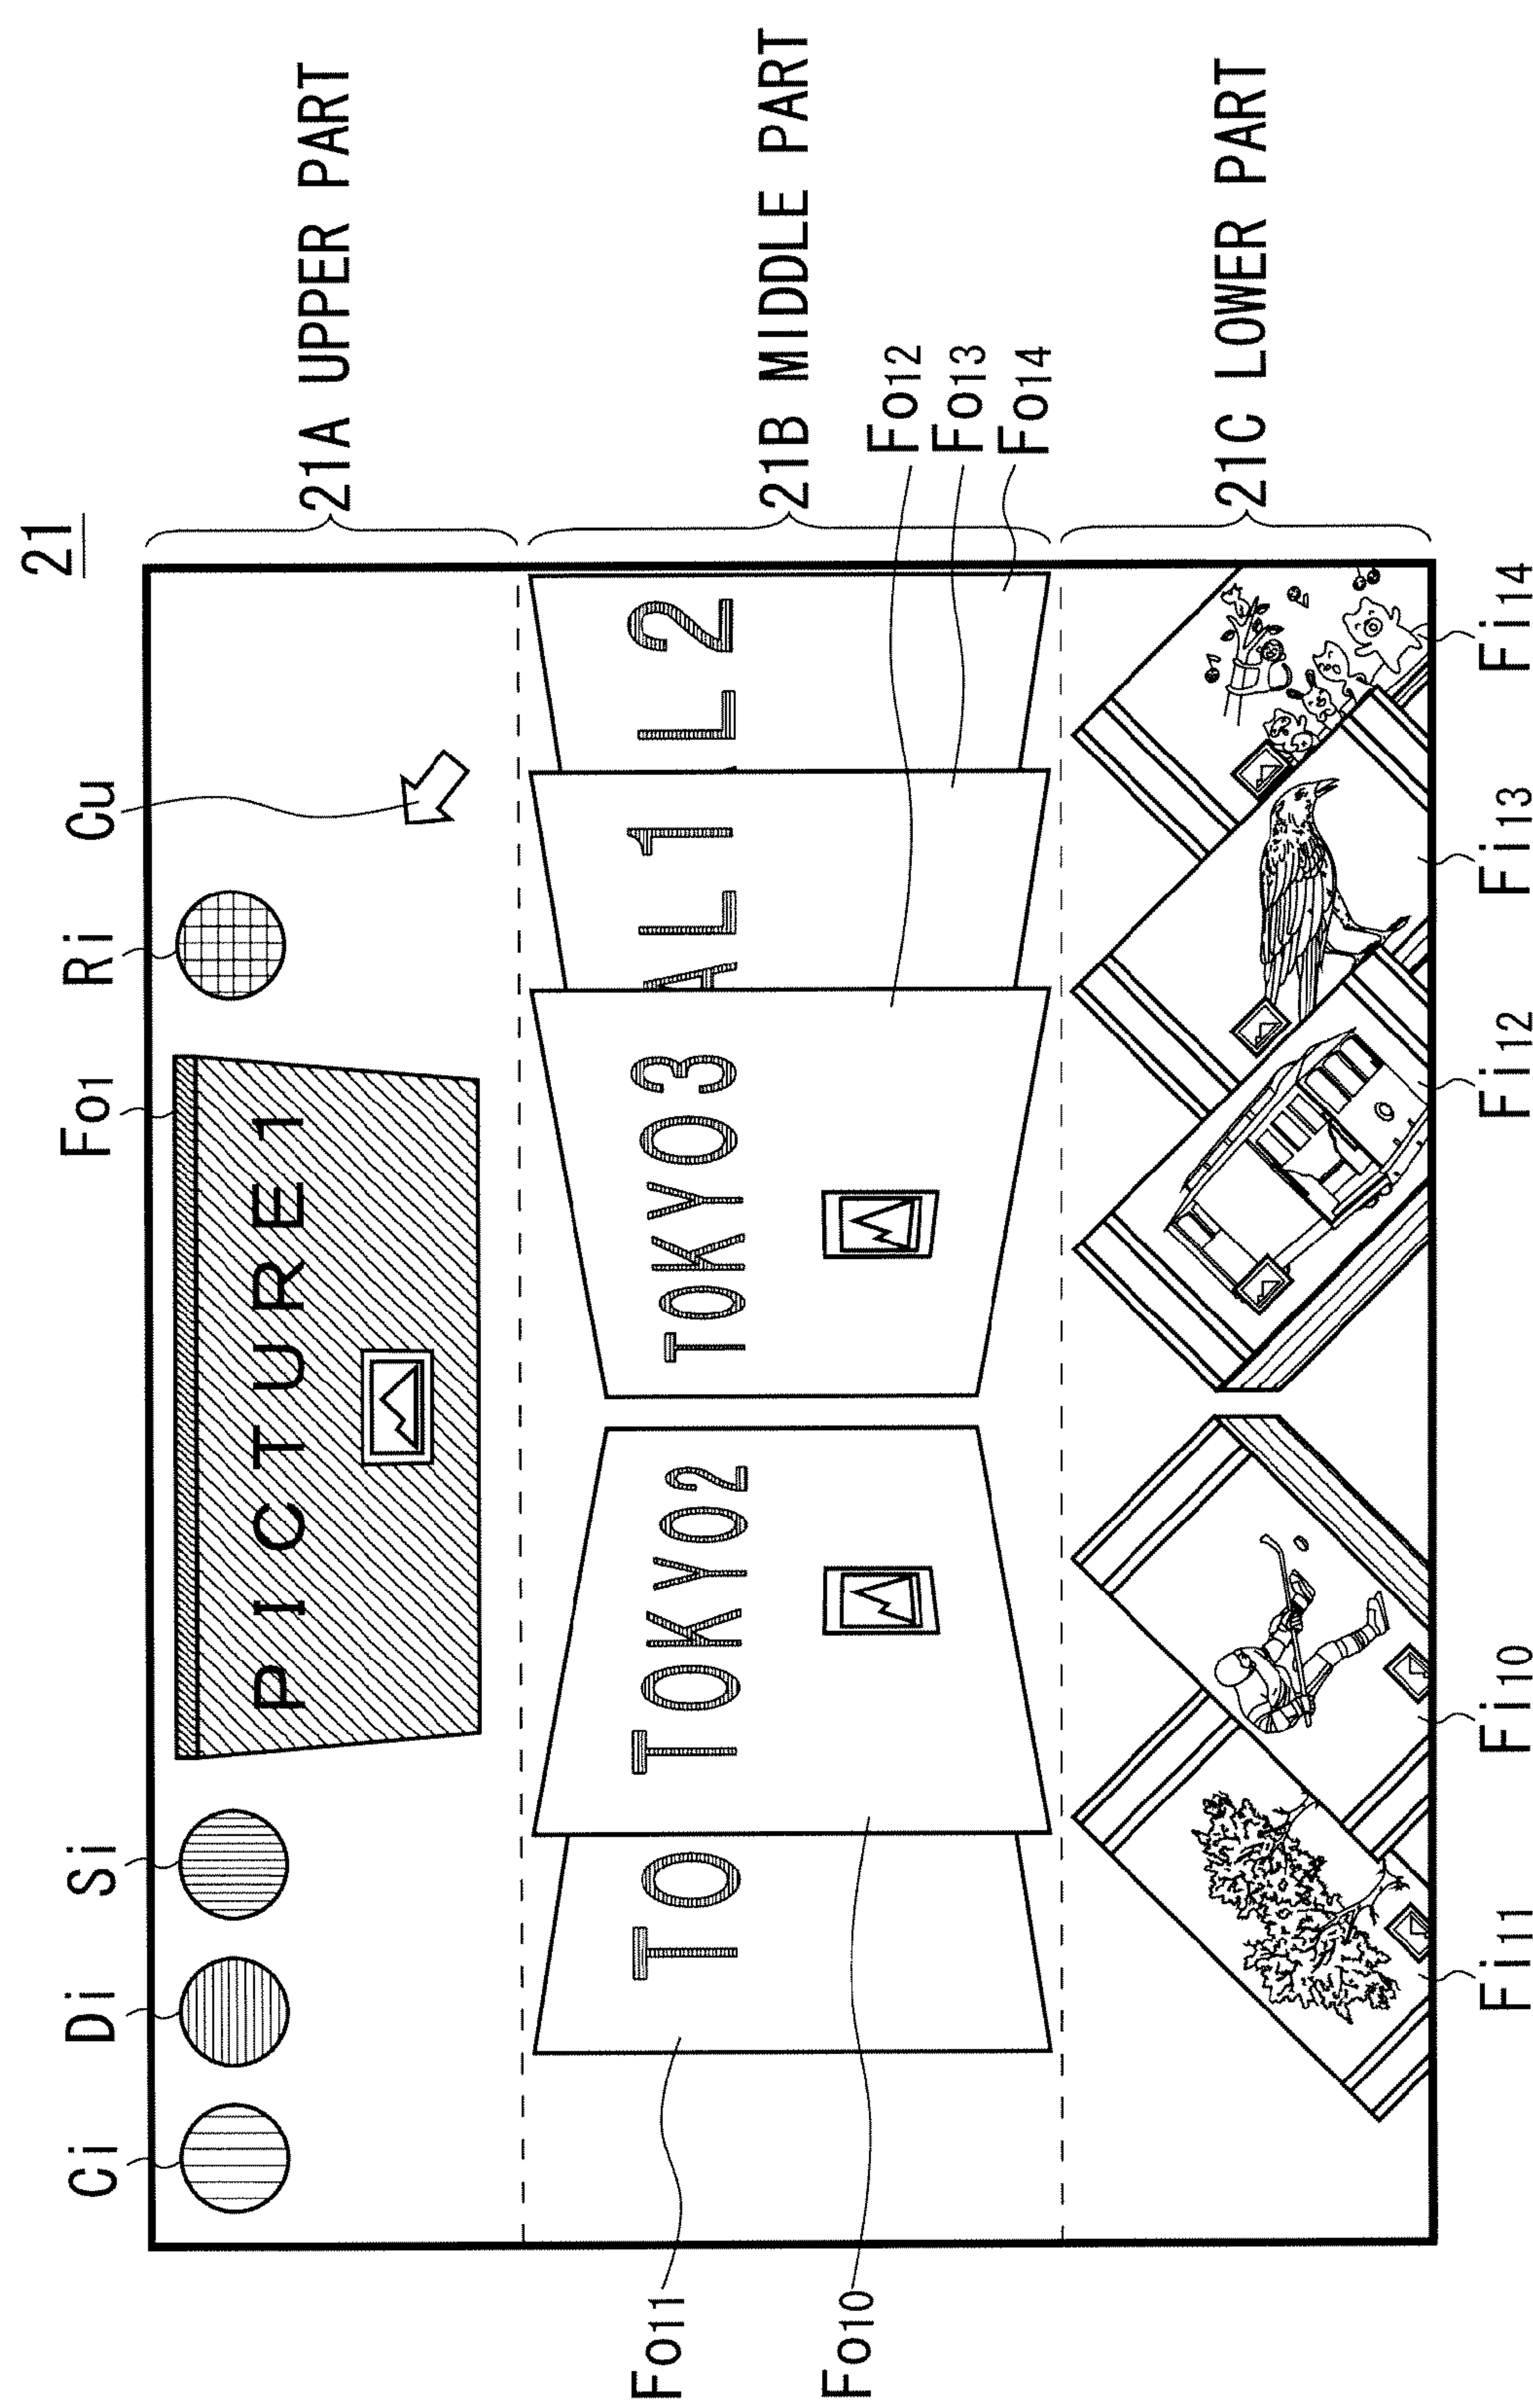 21
Ci Di Si Fo1 Ri Cu
PICTURE1
21A UPPER PART
Fo11
Fo10
TO
TOKYO2
TOKYO3
AL1
L2
21B MIDDLE PART
Fo12
Fo13
Fo14
21C LOWER PART
Fi11 Fi10 Fi12 Fi13 Fi14